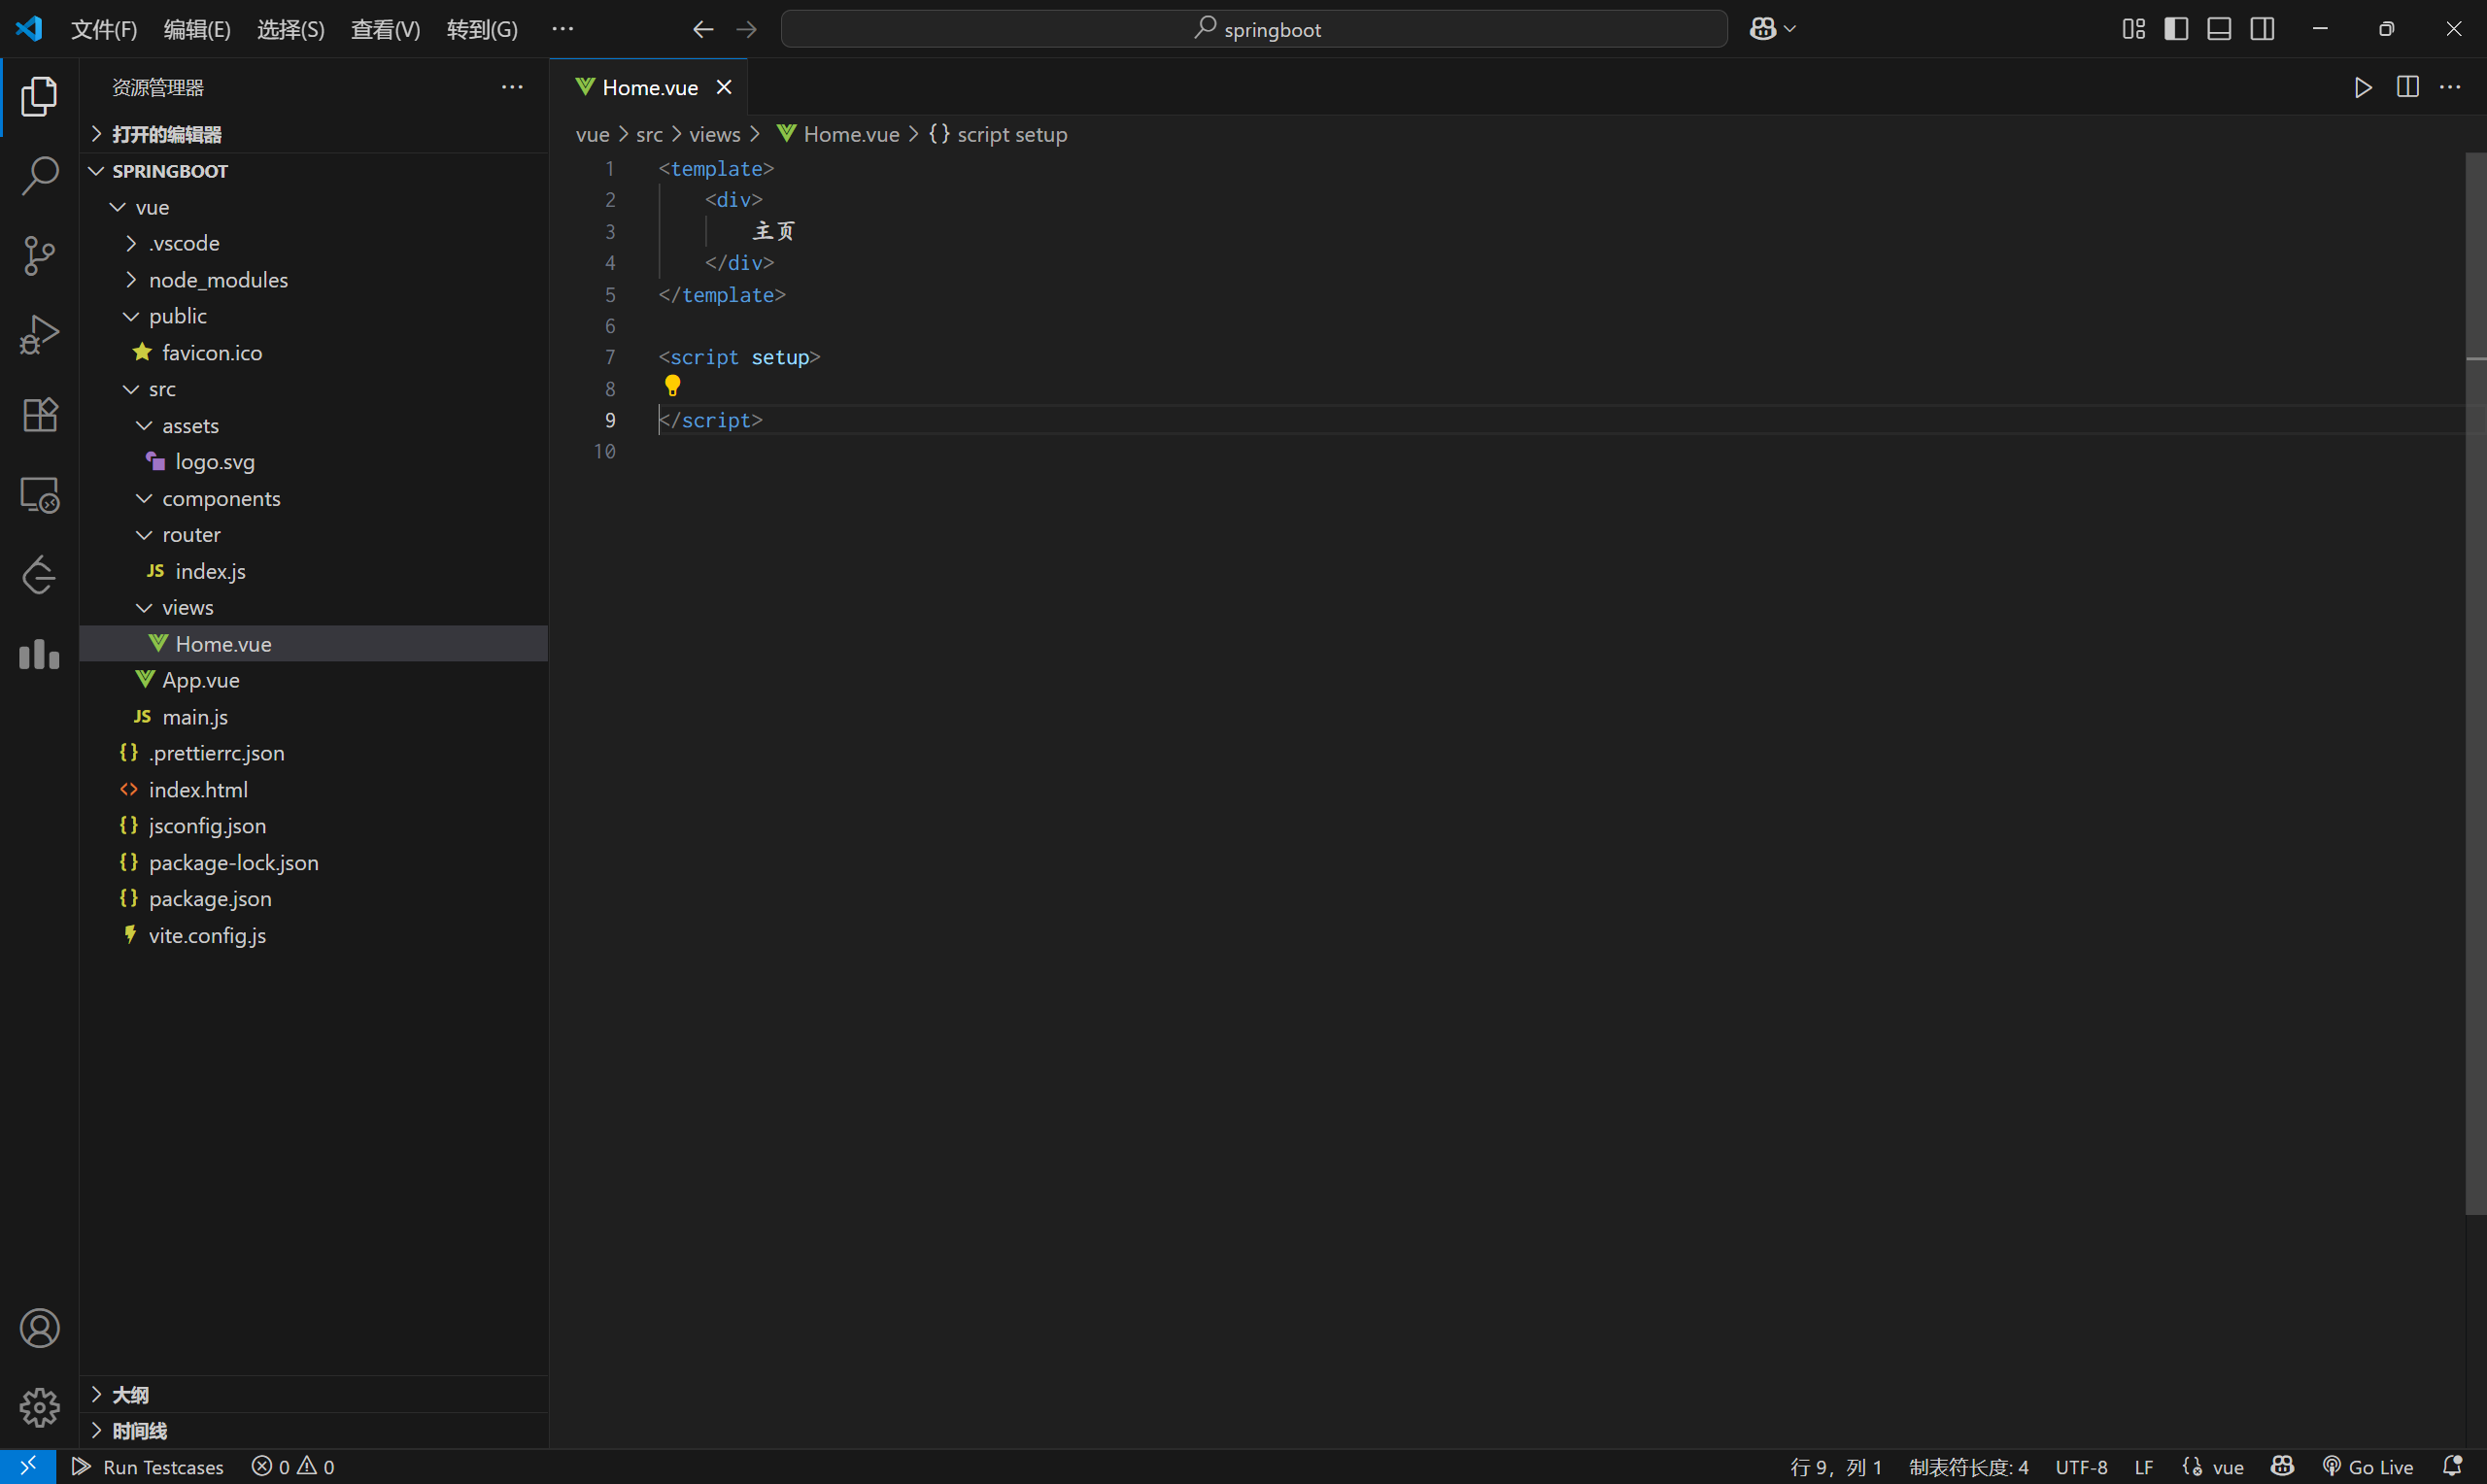 文件(F) 编辑(E) 选择(S) 查看(V) 转到(G) ··· springboot
资源管理器 ···
打开的编辑器
SPRINGBOOT
vue
.vscode
node_modules
public
favicon.ico
src
assets
logo.svg
components
router
JS index.js
views
Home.vue
App.vue
JS main.js
{} .prettierrc.json
<> index.html
{} jsconfig.json
{} package-lock.json
{} package.json
vite.config.js
大纲
时间线
Home.vue
vue > src > views > Home.vue > {} script setup
1 <template>
2 <div>
3 主页
4 </div>
5 </template>
6
7 <script setup>
8
9 </script>
10
Run Testcases 0 0 行 9，列 1 制表符长度: 4 UTF-8 LF vue Go Live